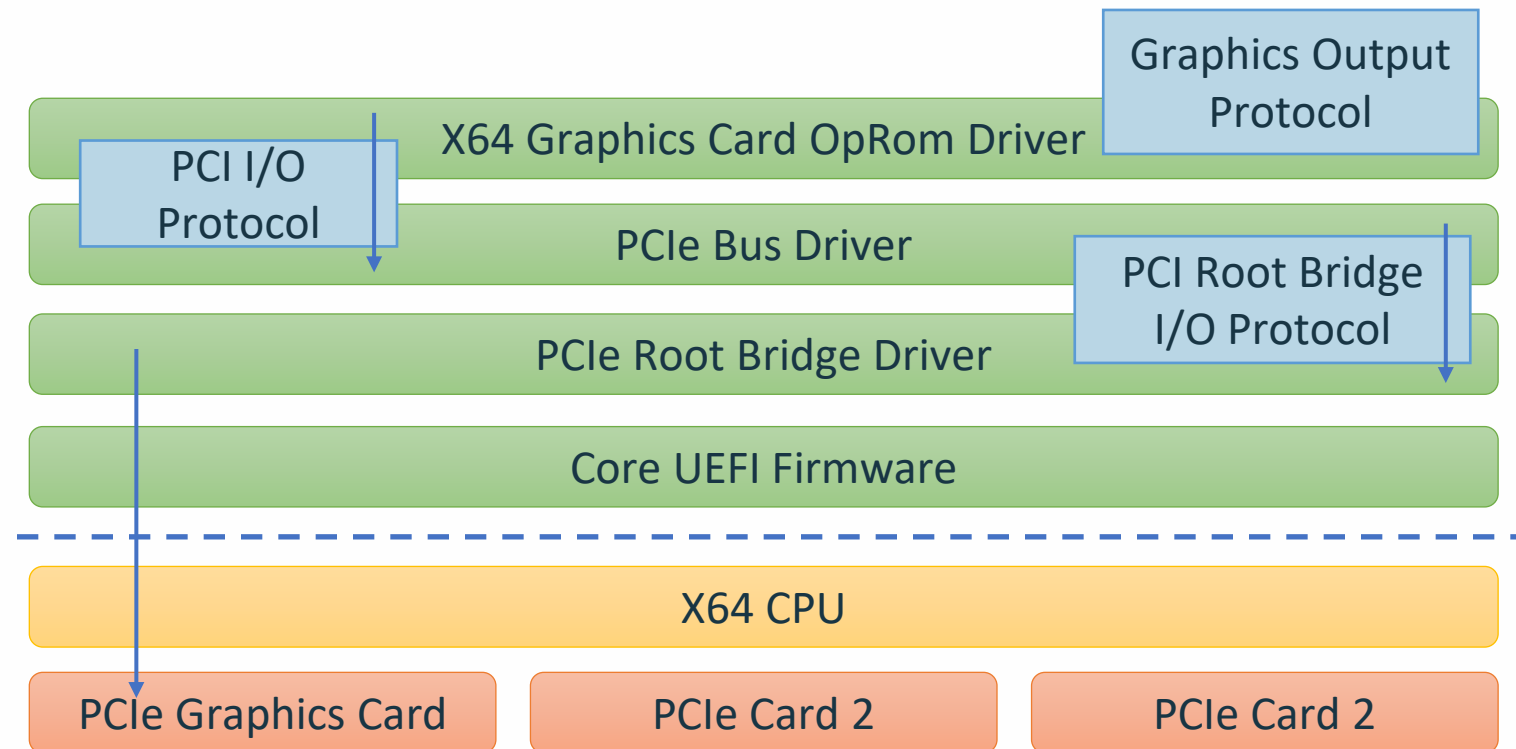 Graphics Output
Protocol
X64 Graphics Card OpRom Driver
PCI I/O
Protocol
PCIe Bus Driver
PCI Root Bridge
I/O Protocol
PCIe Root Bridge Driver
Core UEFI Firmware
X64 CPU
PCIe Graphics Card
PCIe Card 2
PCIe Card 2